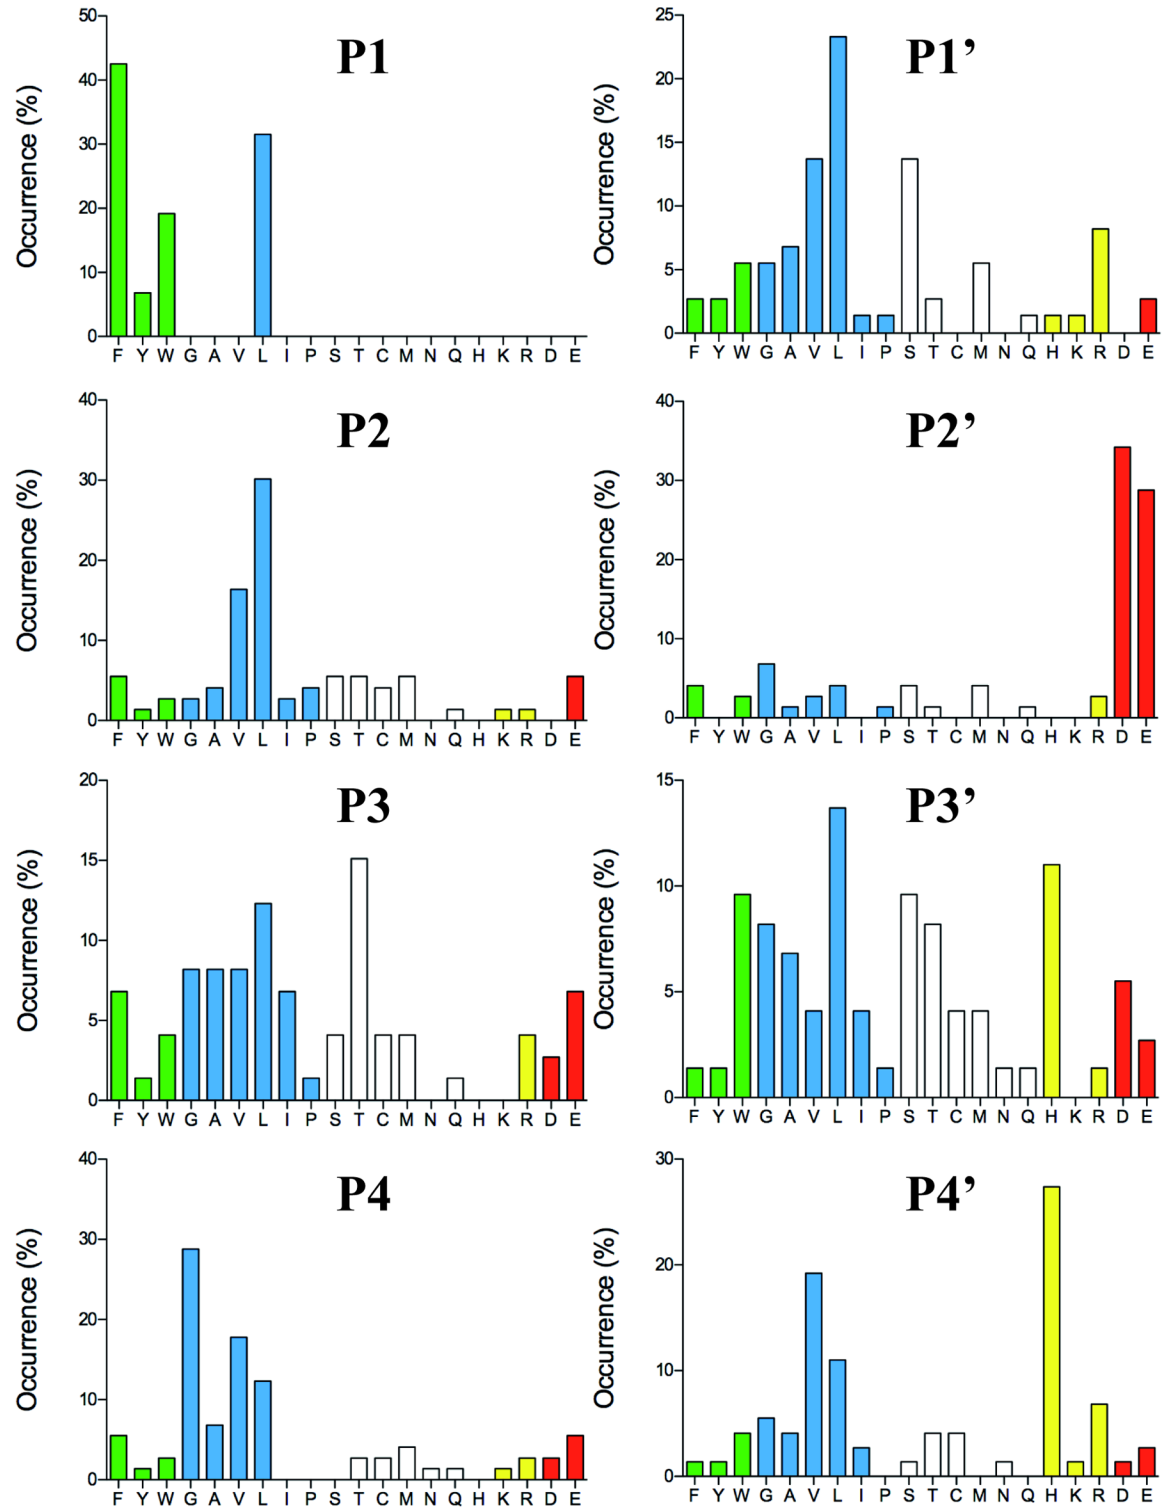 P1
Occurrence (%)
50
40
30
20
10
0
F Y W G A V L I P S T C M N Q H K R D E
P1’
Occurrence (%)
25
20
15
10
5
0
F Y W G A V L I P S T C M N Q H K R D E
P2
Occurrence (%)
40
30
20
10
0
F Y W G A V L I P S T C M N Q H K R D E
P2’
Occurrence (%)
40
30
20
10
0
F Y W G A V L I P S T C M N Q H K R D E
P3
Occurrence (%)
20
15
10
5
0
F Y W G A V L I P S T C M N Q H K R D E
P3’
Occurrence (%)
15
10
5
0
F Y W G A V L I P S T C M N Q H K R D E
P4
Occurrence (%)
40
30
20
10
0
F Y W G A V L I P S T C M N Q H K R D E
P4’
Occurrence (%)
30
20
10
0
F Y W G A V L I P S T C M N Q H K R D E